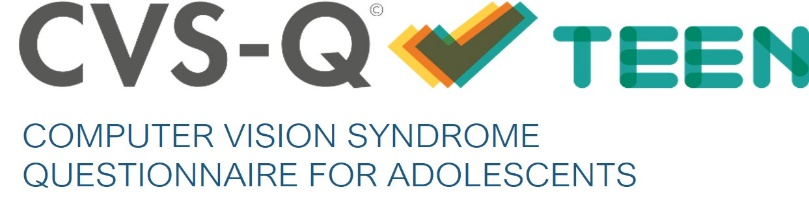 CVS-Q© TEEN
COMPUTER VISION SYNDROME
QUESTIONNAIRE FOR ADOLESCENTS